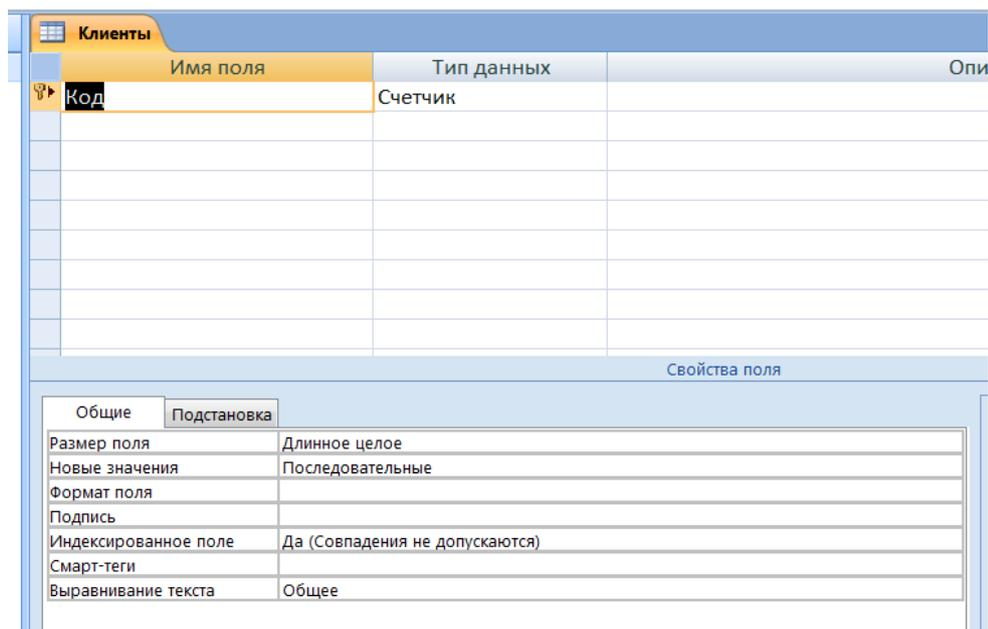 Клиенты
Имя поля Тип данных Опи
Код Счетчик
Свойства поля
Общие Подстановка
Размер поля Длинное целое
Новые значения Последовательные
Формат поля
Подпись
Индексированное поле Да (Совпадения не допускаются)
Смарт-теги
Выравнивание текста Общее